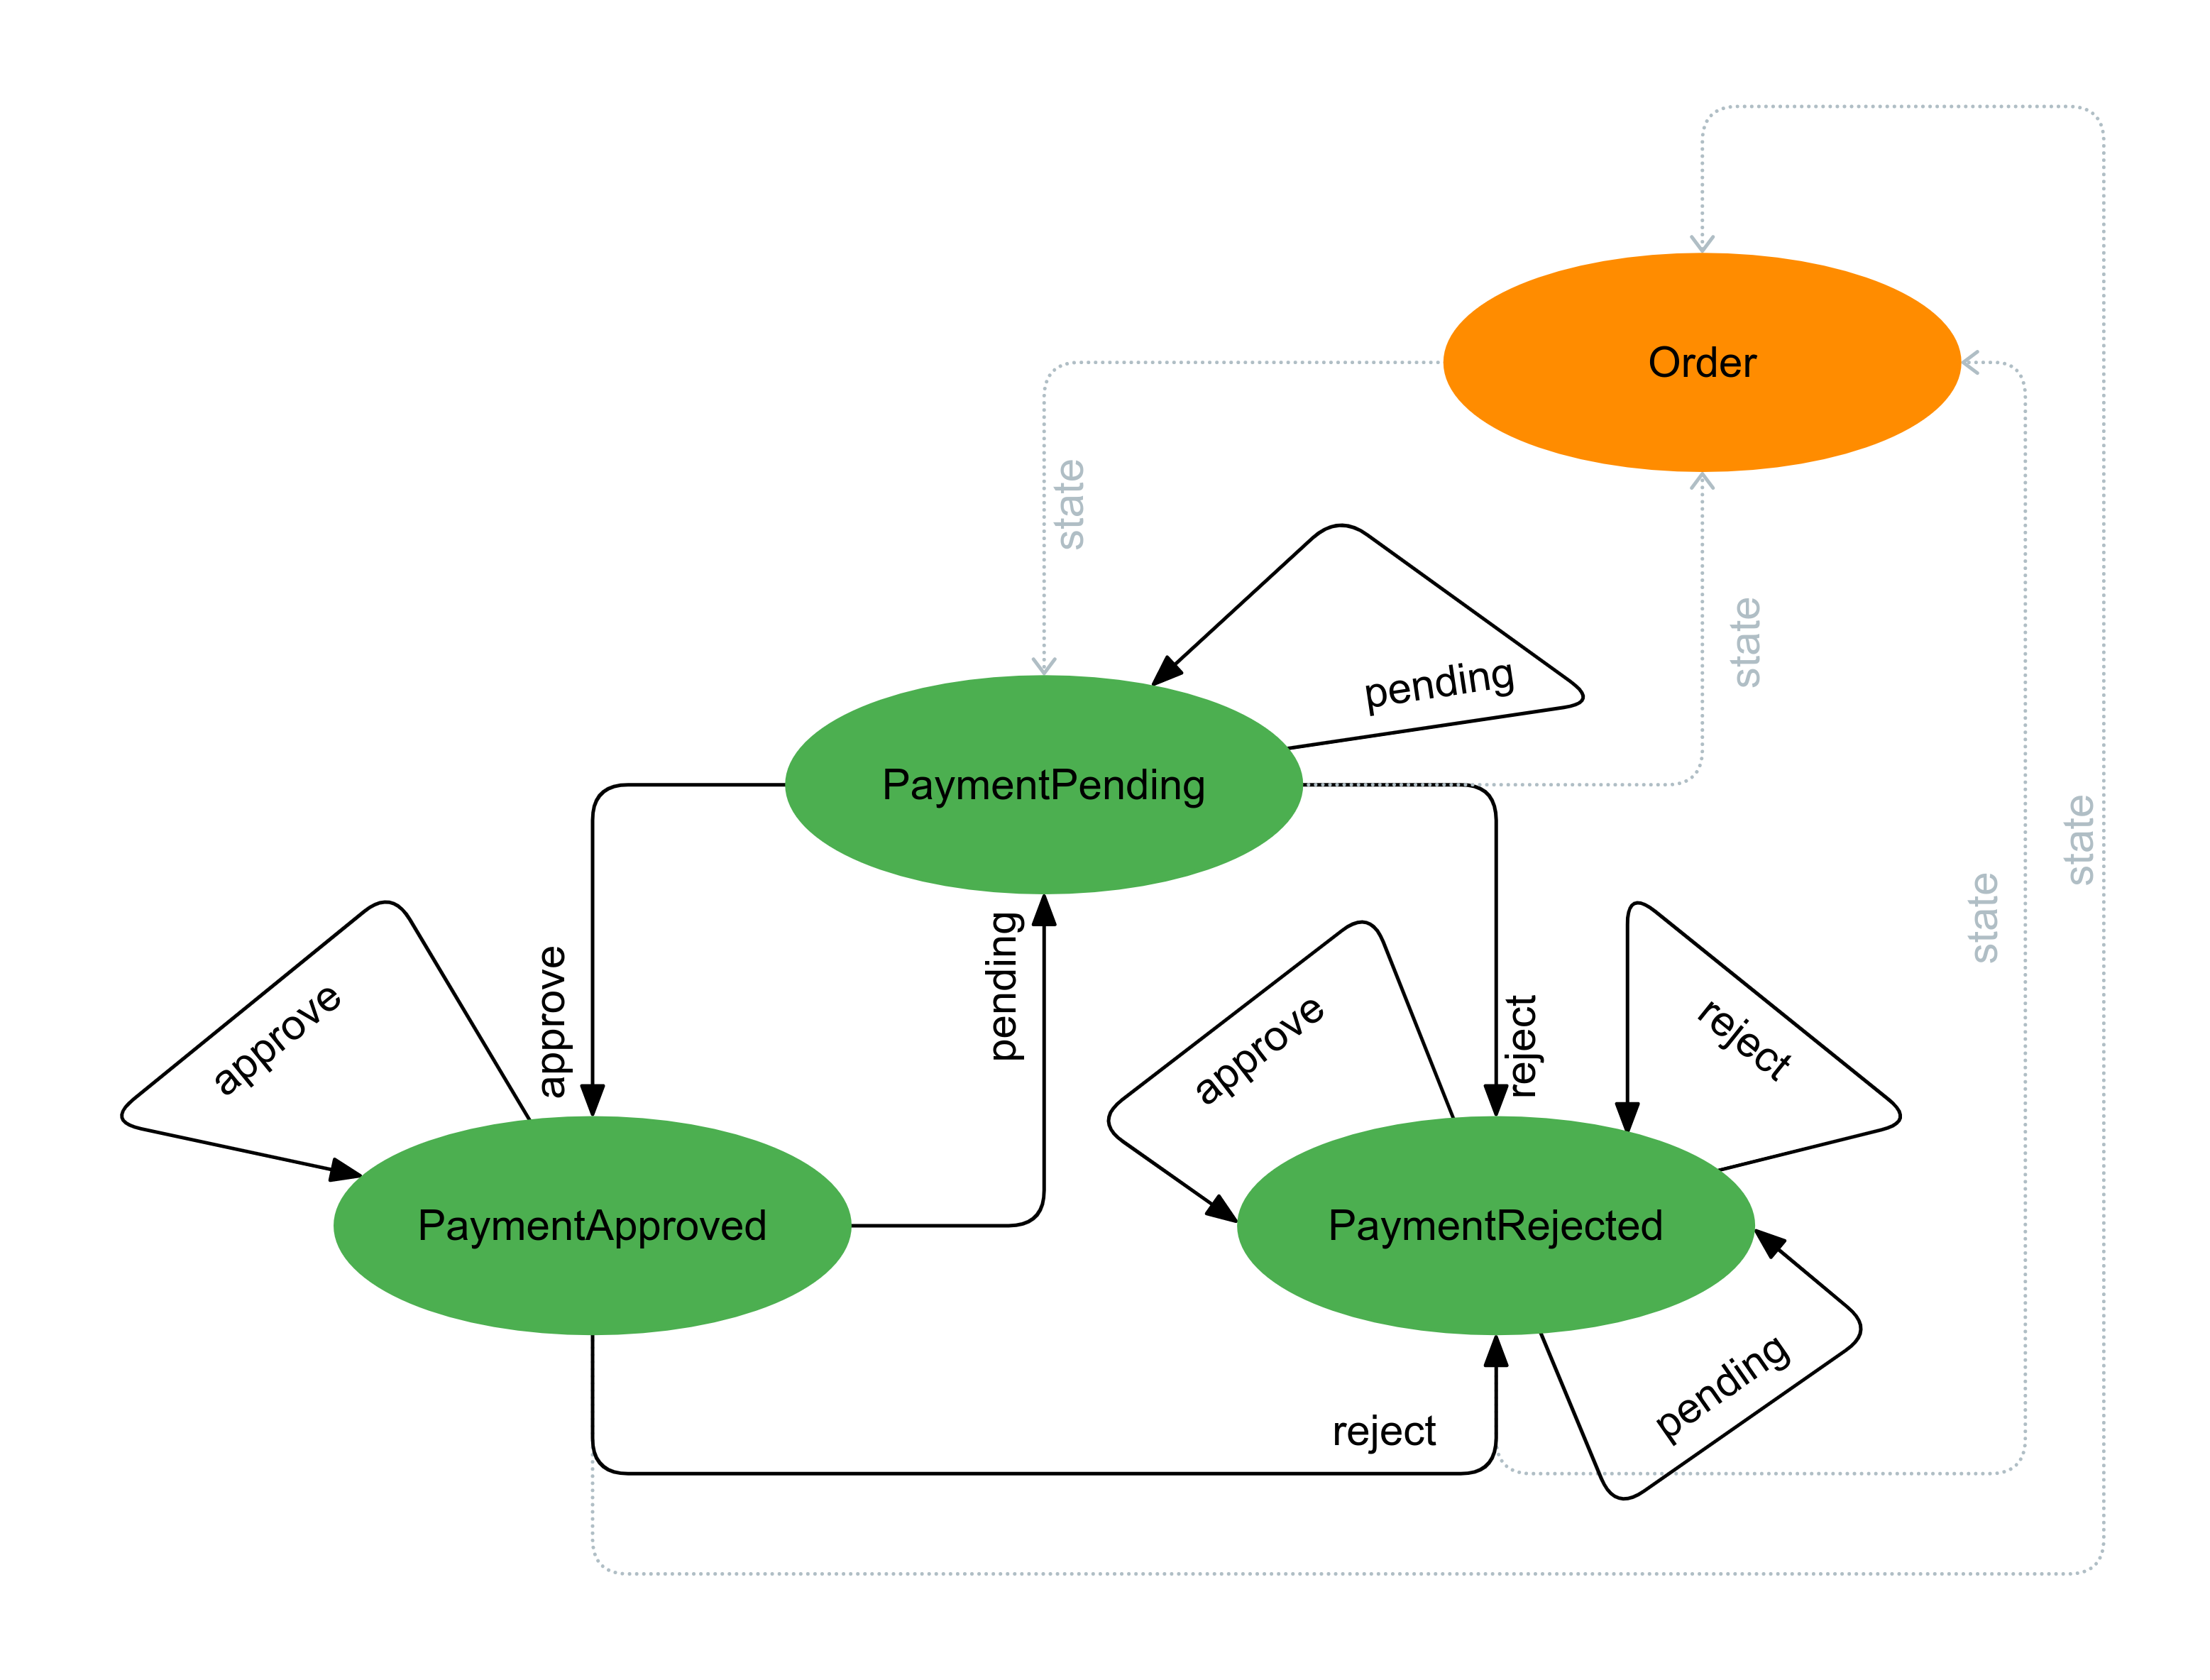 Order
state
state
pending
PaymentPending
state
state
approve
pending
approve
approve
reject
reject
PaymentApproved
PaymentRejected
pending
reject